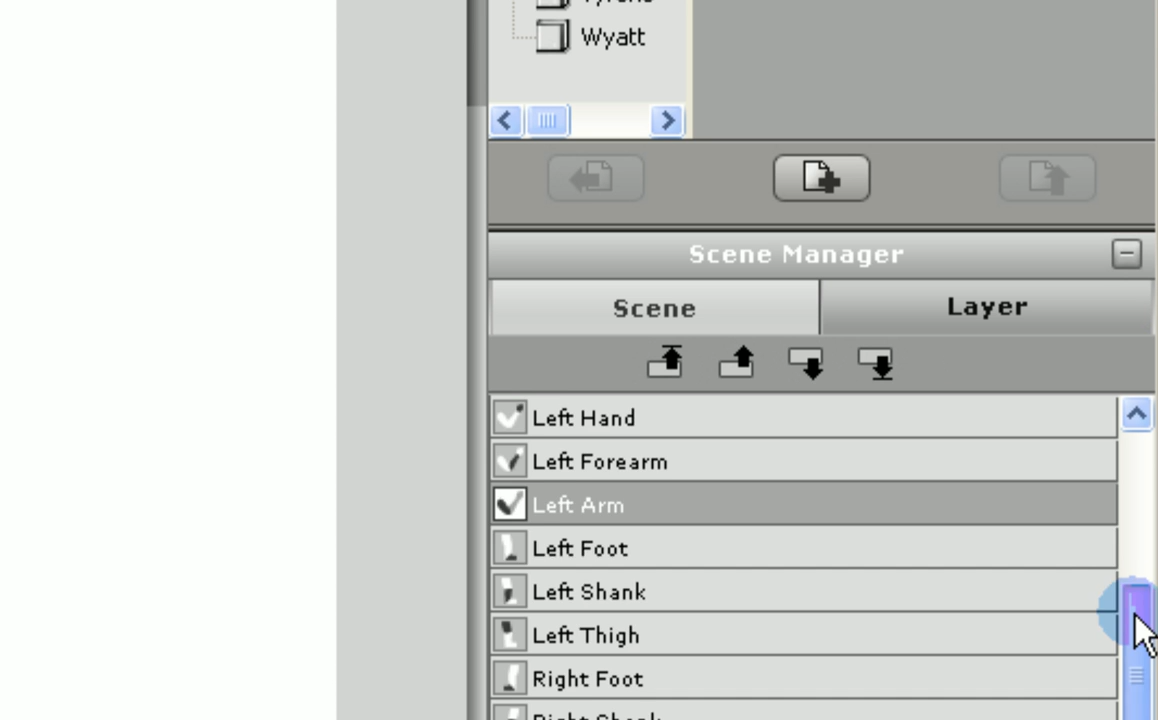 Wyatt
Scene Manager
Scene Layer
Left Hand
Left Forearm
Left Arm
Left Foot
Left Shank
Left Thigh
Right Foot